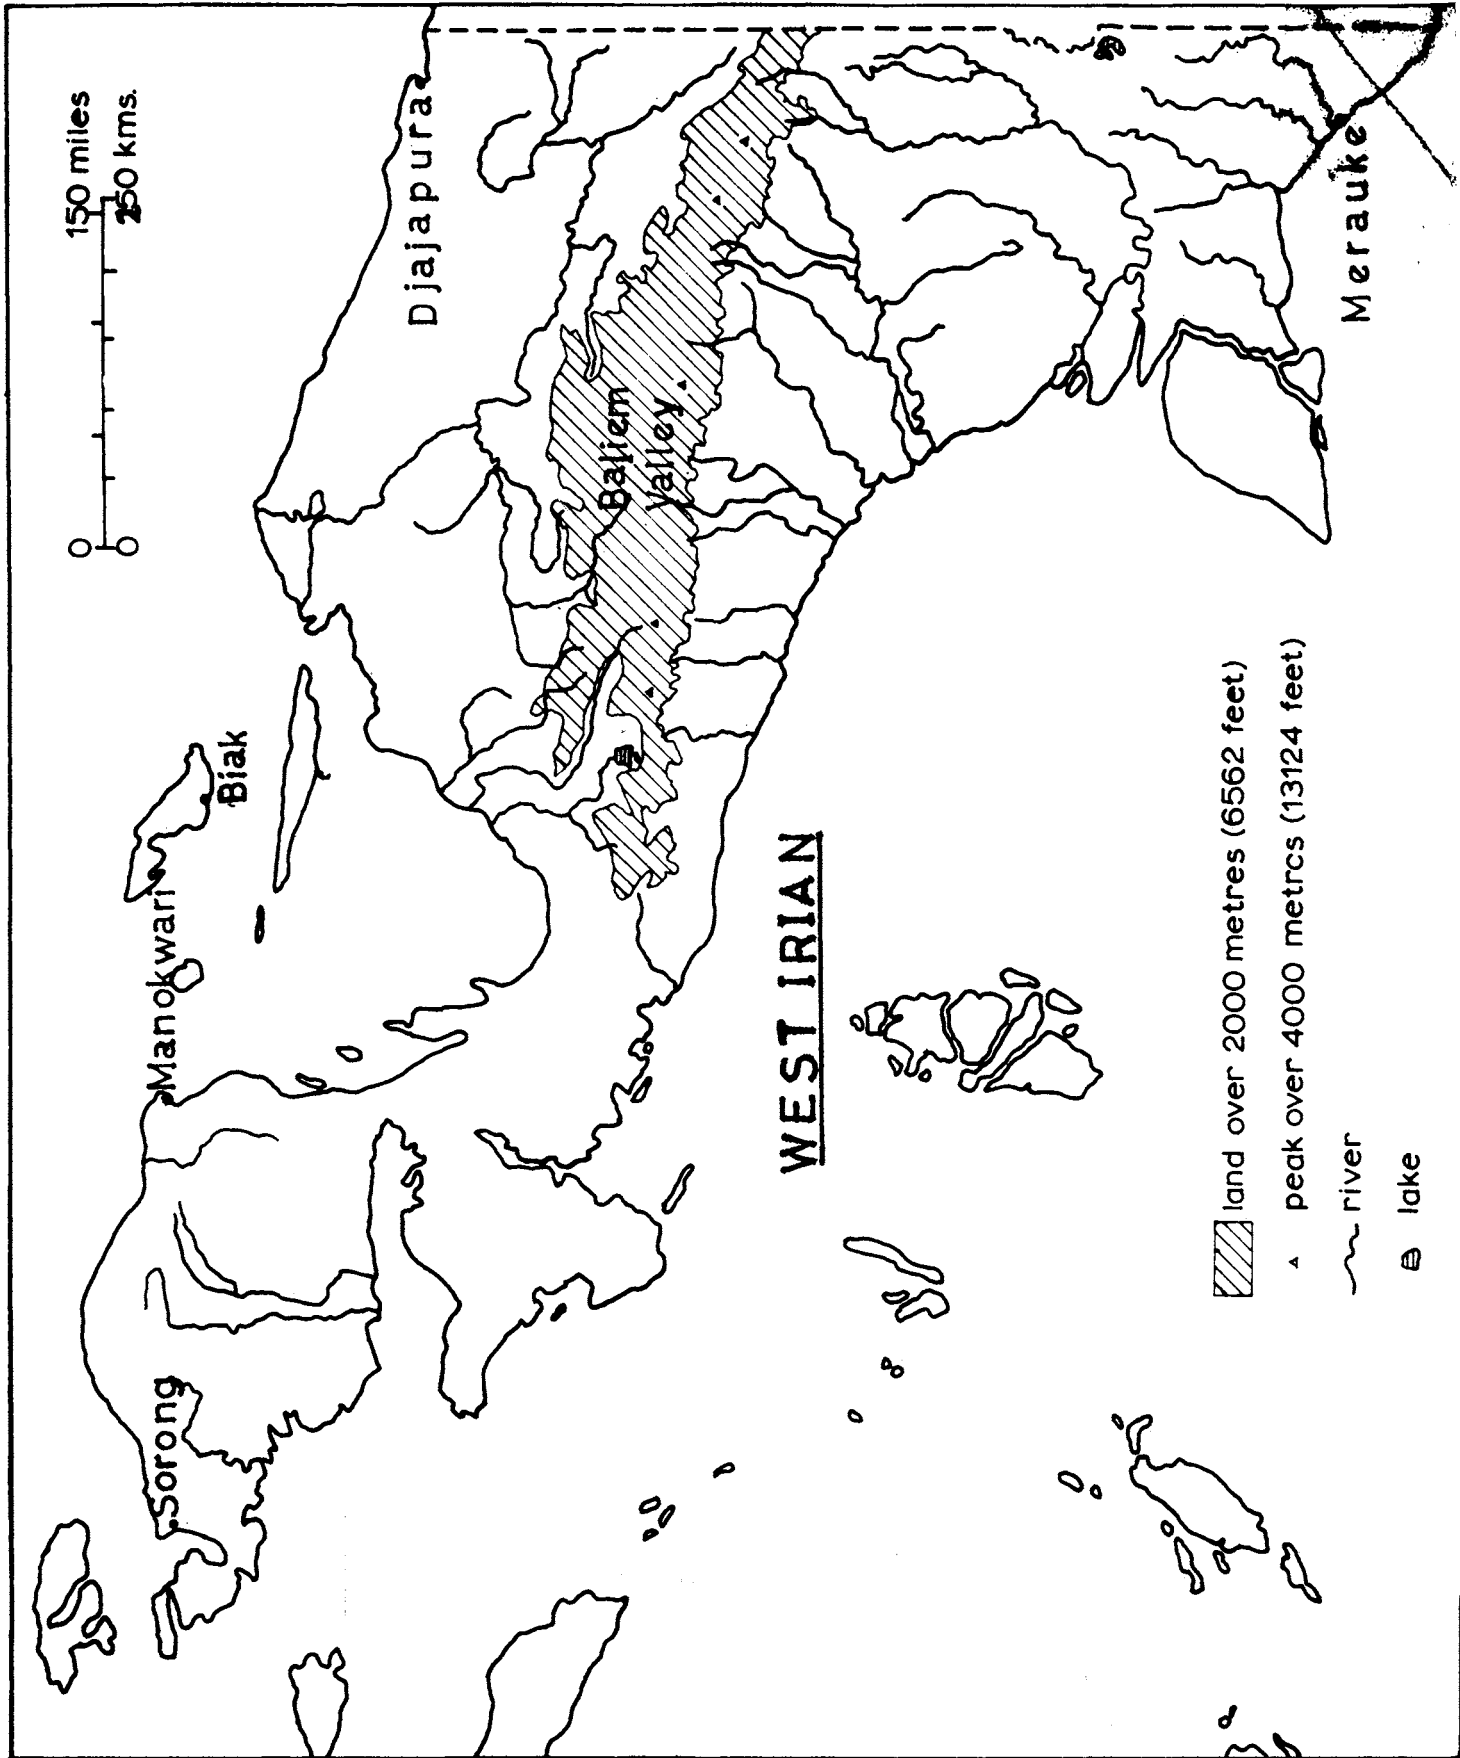 150 miles
250 kms.
0
0
Manokwari
Sorong
Biak
Djajapura
Baliem
Valley
WEST IRIAN
Merauke
land over 2000 metres (6562 feet)
peak over 4000 metrcs (13124 feet)
river
lake